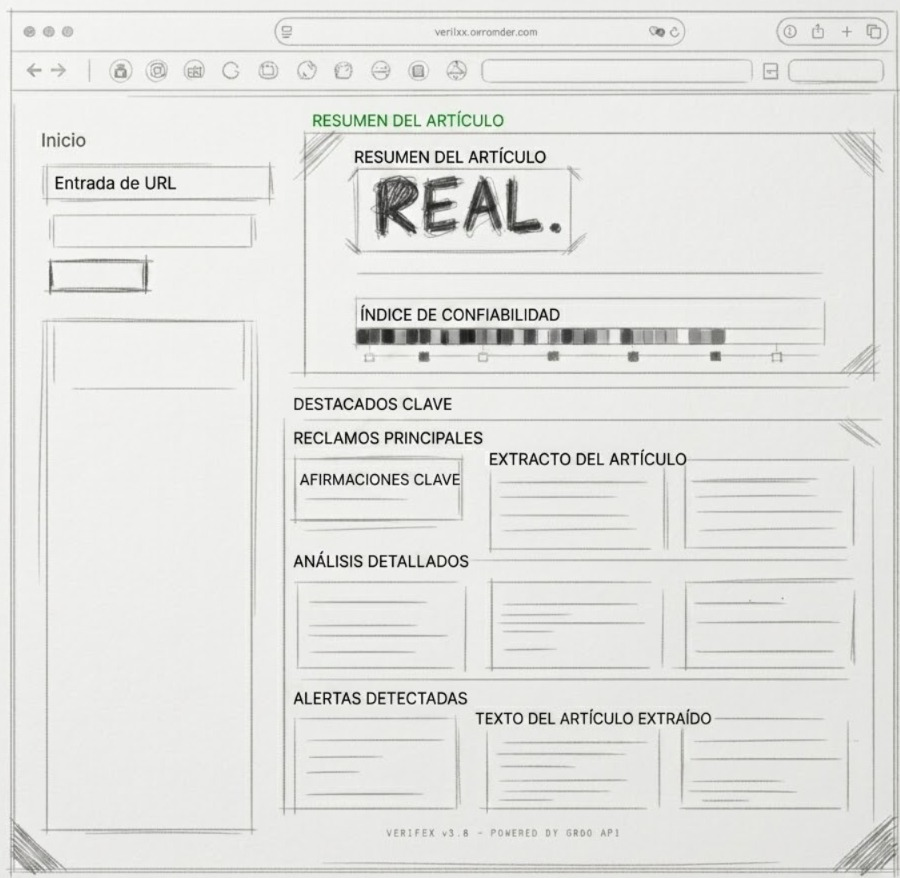 verilxx.oirromder.com
Inicio
Entrada de URL
RESUMEN DEL ARTÍCULO
RESUMEN DEL ARTÍCULO
REAL.
ÍNDICE DE CONFIABILIDAD
DESTACADOS CLAVE
RECLAMOS PRINCIPALES
EXTRACTO DEL ARTÍCULO
AFIRMACIONES CLAVE
ANÁLISIS DETALLADOS
ALERTAS DETECTADAS
TEXTO DEL ARTÍCULO EXTRAÍDO
VERIFEX v3.8 - POWERED BY GRDO API